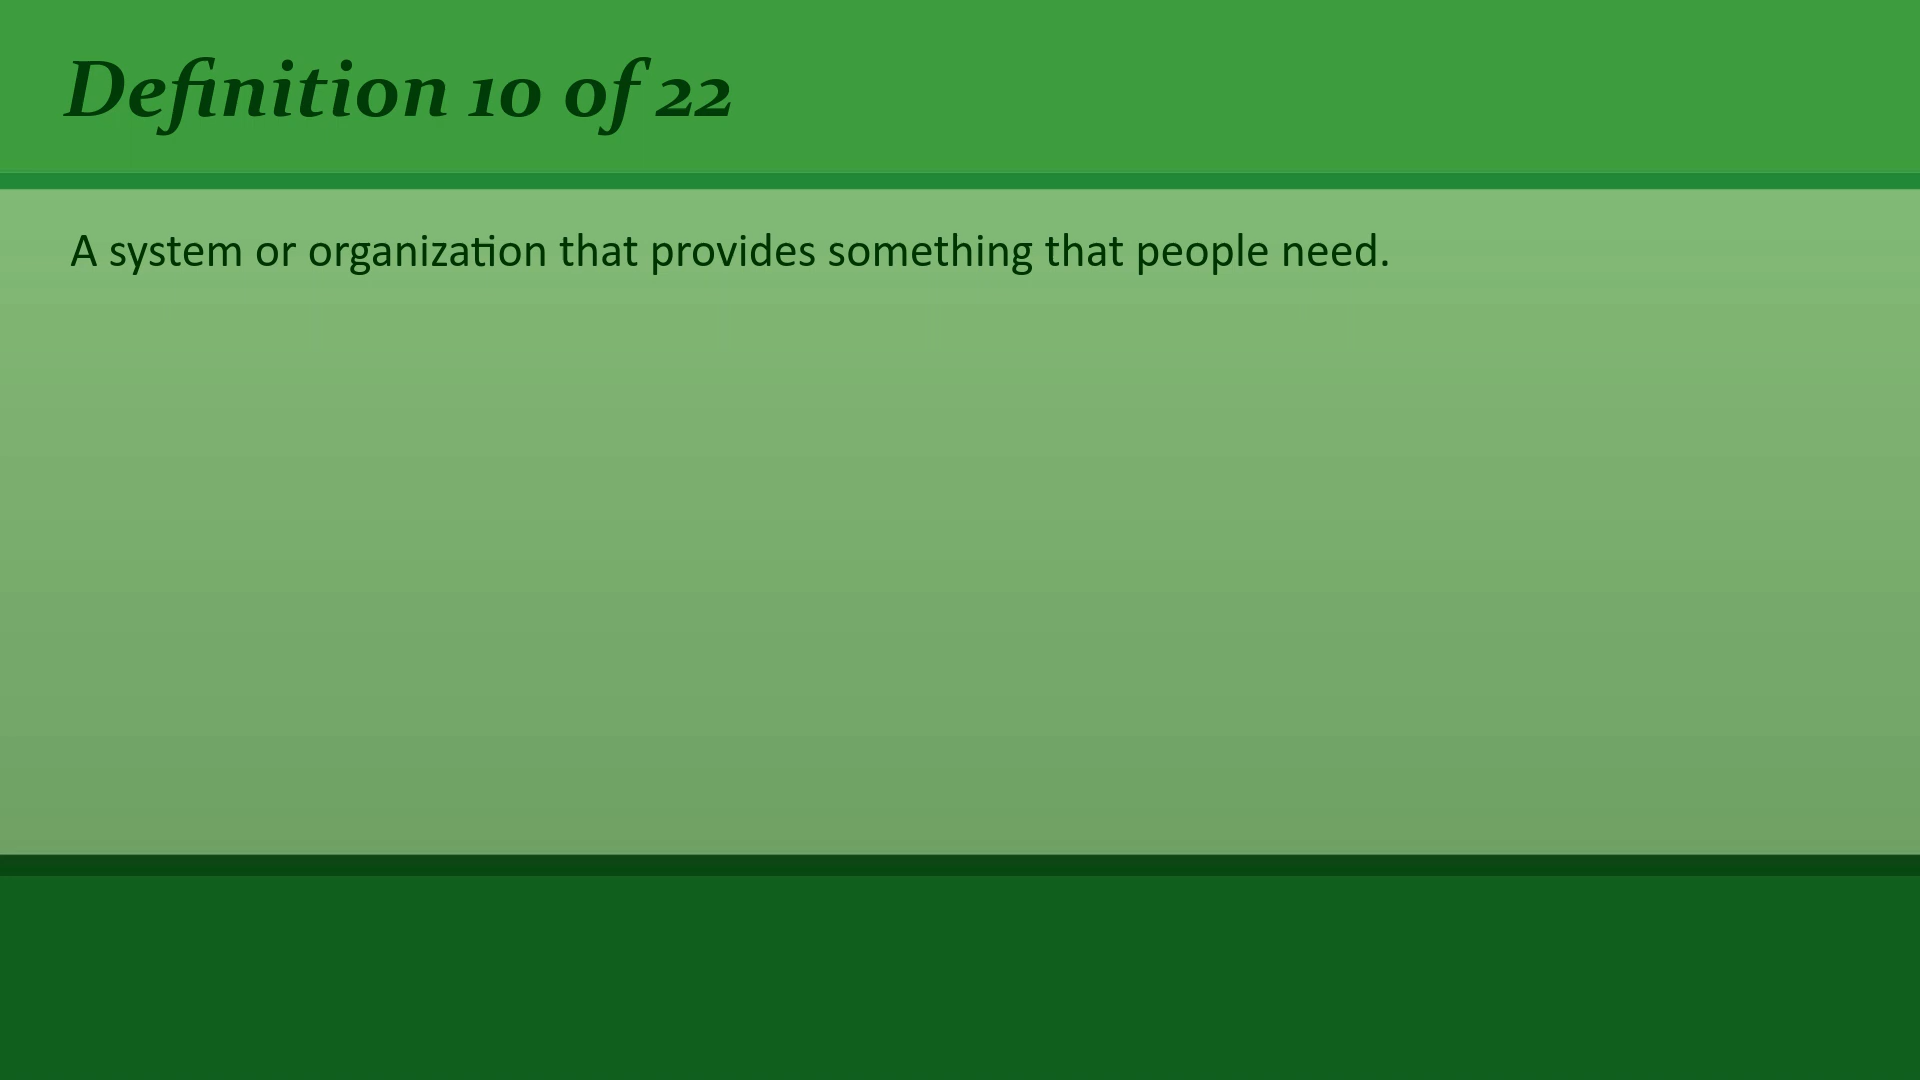 Definition 10 of 22
A system or organization that provides something that people need.